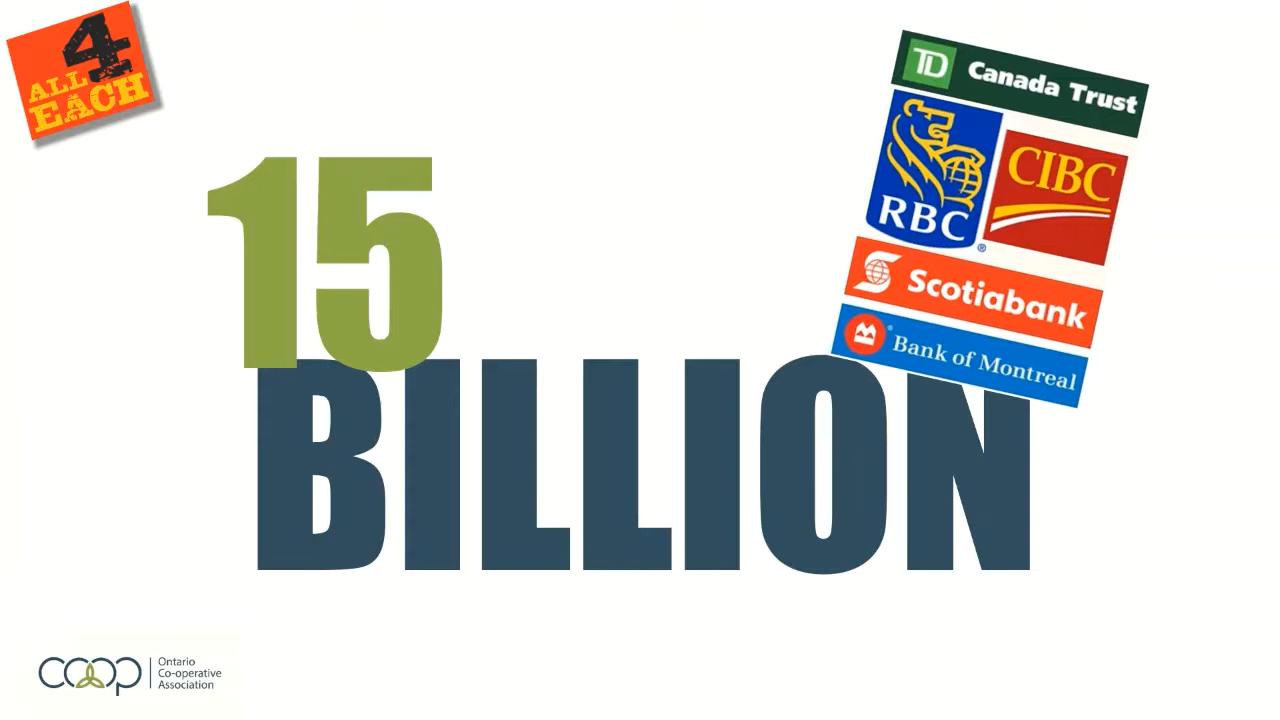 4
ALL
EACH
TD Canada Trust
RBC
®
CIBC
Scotiabank
Bank of Montreal
®
15
BILLION
COOP
Ontario
Co-operative
Association